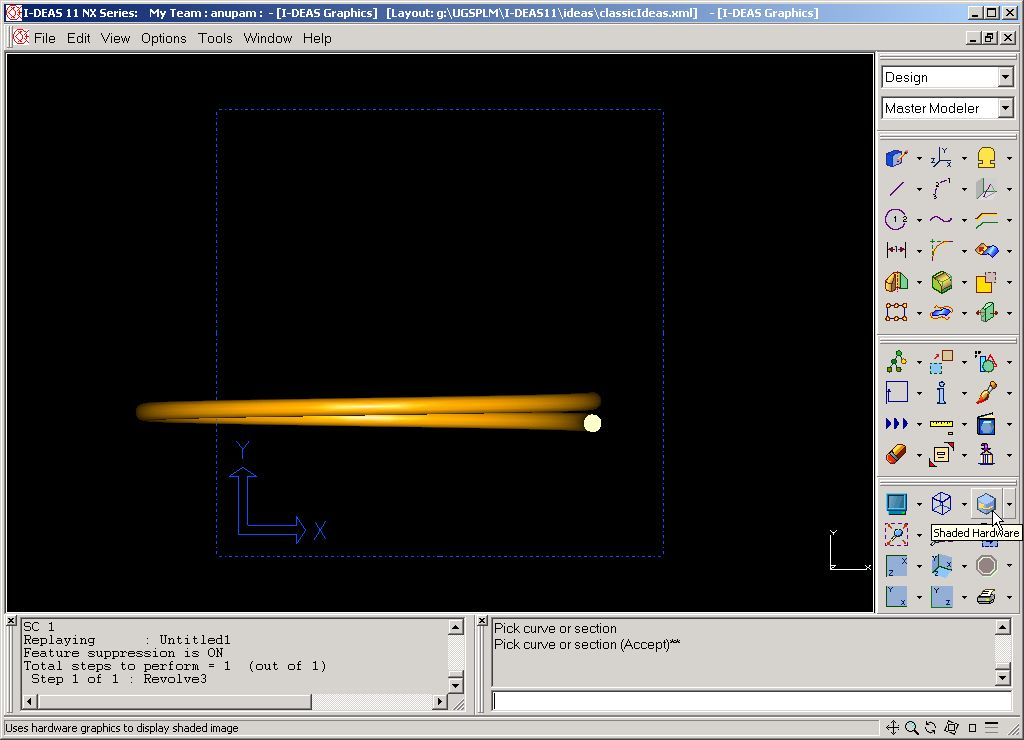 I-DEAS 11 NX Series:   My Team : anupam :  - [I-DEAS Graphics]  [Layout: g:\UGSPLM\I-DEAS11\ideas\classicIdeas.xml]   - [I-DEAS Graphics]
File Edit View Options Tools Window Help
Design
Master Modeler
Y
X
Y
X
Shaded Hardware
SC 1
Replaying      : Untitled1
Feature suppression is ON
Total steps to perform = 1  (out of 1)
Step 1 of 1 : Revolve3
Pick curve or section
Pick curve or section (Accept)**
Uses hardware graphics to display shaded image